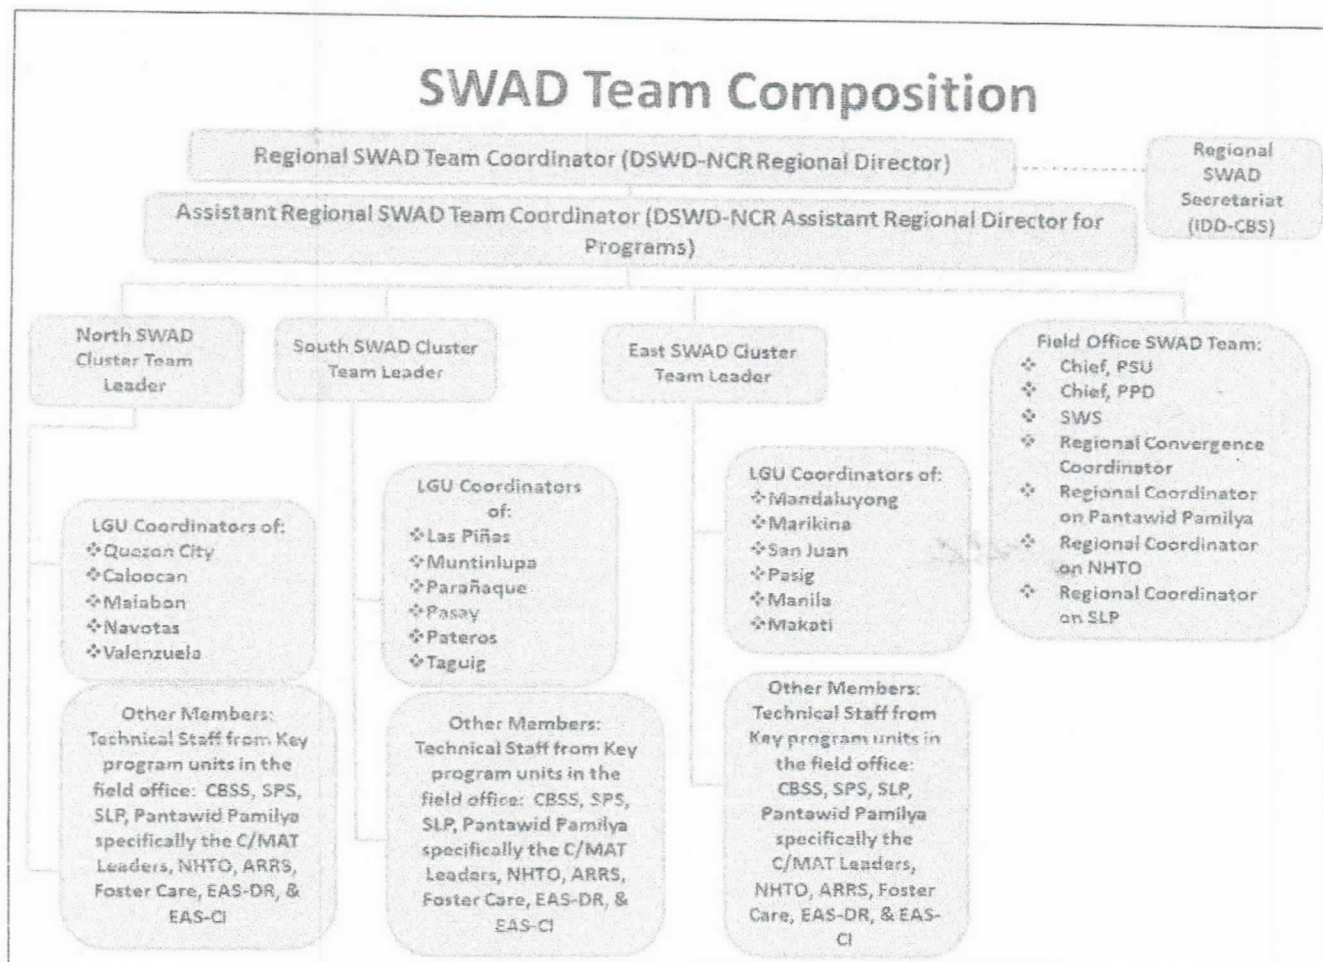 SWAD Team Composition
Regional SWAD Team Coordinator (DSWD-NCR Regional Director)
Regional
SWAD
Secretariat
(IDD-CBS)
Assistant Regional SWAD Team Coordinator (DSWD-NCR Assistant Regional Director for
Programs)
North SWAD
Cluster Team
Leader
South SWAD Cluster
Team Leader
East SWAD Cluster
Team Leader
Field Office SWAD Team:
❖ Chief, PSU
❖ Chief, PPD
❖ SWS
❖ Regional Convergence
Coordinator
❖ Regional Coordinator
on Pantawid Pamilya
❖ Regional Coordinator
on NHTO
❖ Regional Coordinator
on SLP
LGU Coordinators of:
❖Quezon City
❖Caloocan
❖Malabon
❖Navotas
❖Valenzuela
LGU Coordinators
of:
❖Las Piñas
❖Muntinlupa
❖Parañaque
❖Pasay
❖Pateros
❖Taguig
LGU Coordinators of:
❖Mandaluyong
❖Marikina
❖San Juan
❖Pasig
❖Manila
❖Makati
Other Members:
Technical Staff from Key
program units in the
field office: CBSS, SPS,
SLP, Pantawid Pamilya
specifically the C/MAT
Leaders, NHTO, ARRS,
Foster Care, EAS-DR, &
EAS-CI
Other Members:
Technical Staff from Key
program units in the
field office: CBSS, SPS,
SLP, Pantawid Pamilya
specifically the C/MAT
Leaders, NHTO, ARRS,
Foster Care, EAS-DR, &
EAS-CI
Other Members:
Technical Staff from
Key program units in
the field office:
CBSS, SPS, SLP,
Pantawid Pamilya
specifically the
C/MAT Leaders,
NHTO, ARRS, Foster
Care, EAS-DR, & EAS-
CI